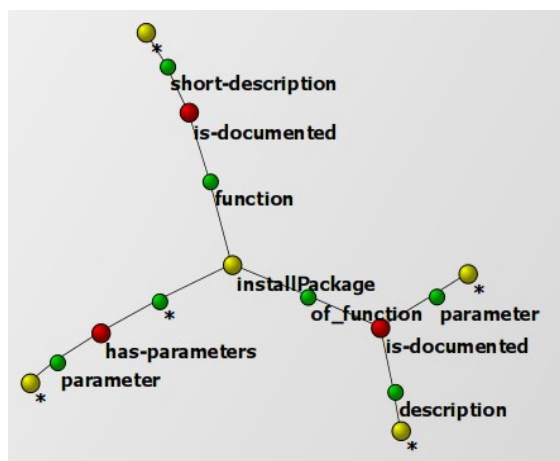 *
short-description
is-documented
function
installPackage
of_function
*
parameter
is-documented
*
has-parameters
parameter
*
description
*